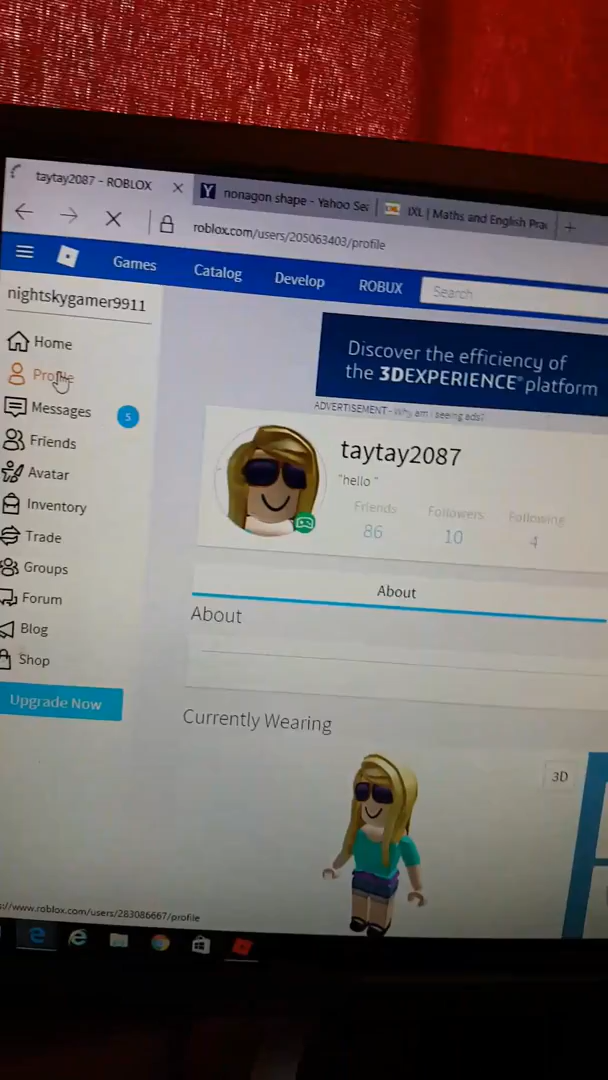 taytay2087 - ROBLOX
nonagon shape - Yahoo Sea
IXL | Maths and English Prac
roblox.com/users/205063403/profile
Games
Catalog
Develop
ROBUX
Search
nightskygamer9911
Home
Profile
Messages
5
Friends
Avatar
Inventory
Trade
Groups
Forum
Blog
Shop
Upgrade Now
Discover the efficiency of
the 3DEXPERIENCE® platform
ADVERTISEMENT - Why am I seeing ads?
taytay2087
"hello "
Friends
Followers
Following
86
10
4
About
About
Currently Wearing
3D
://www.roblox.com/users/283086667/profile